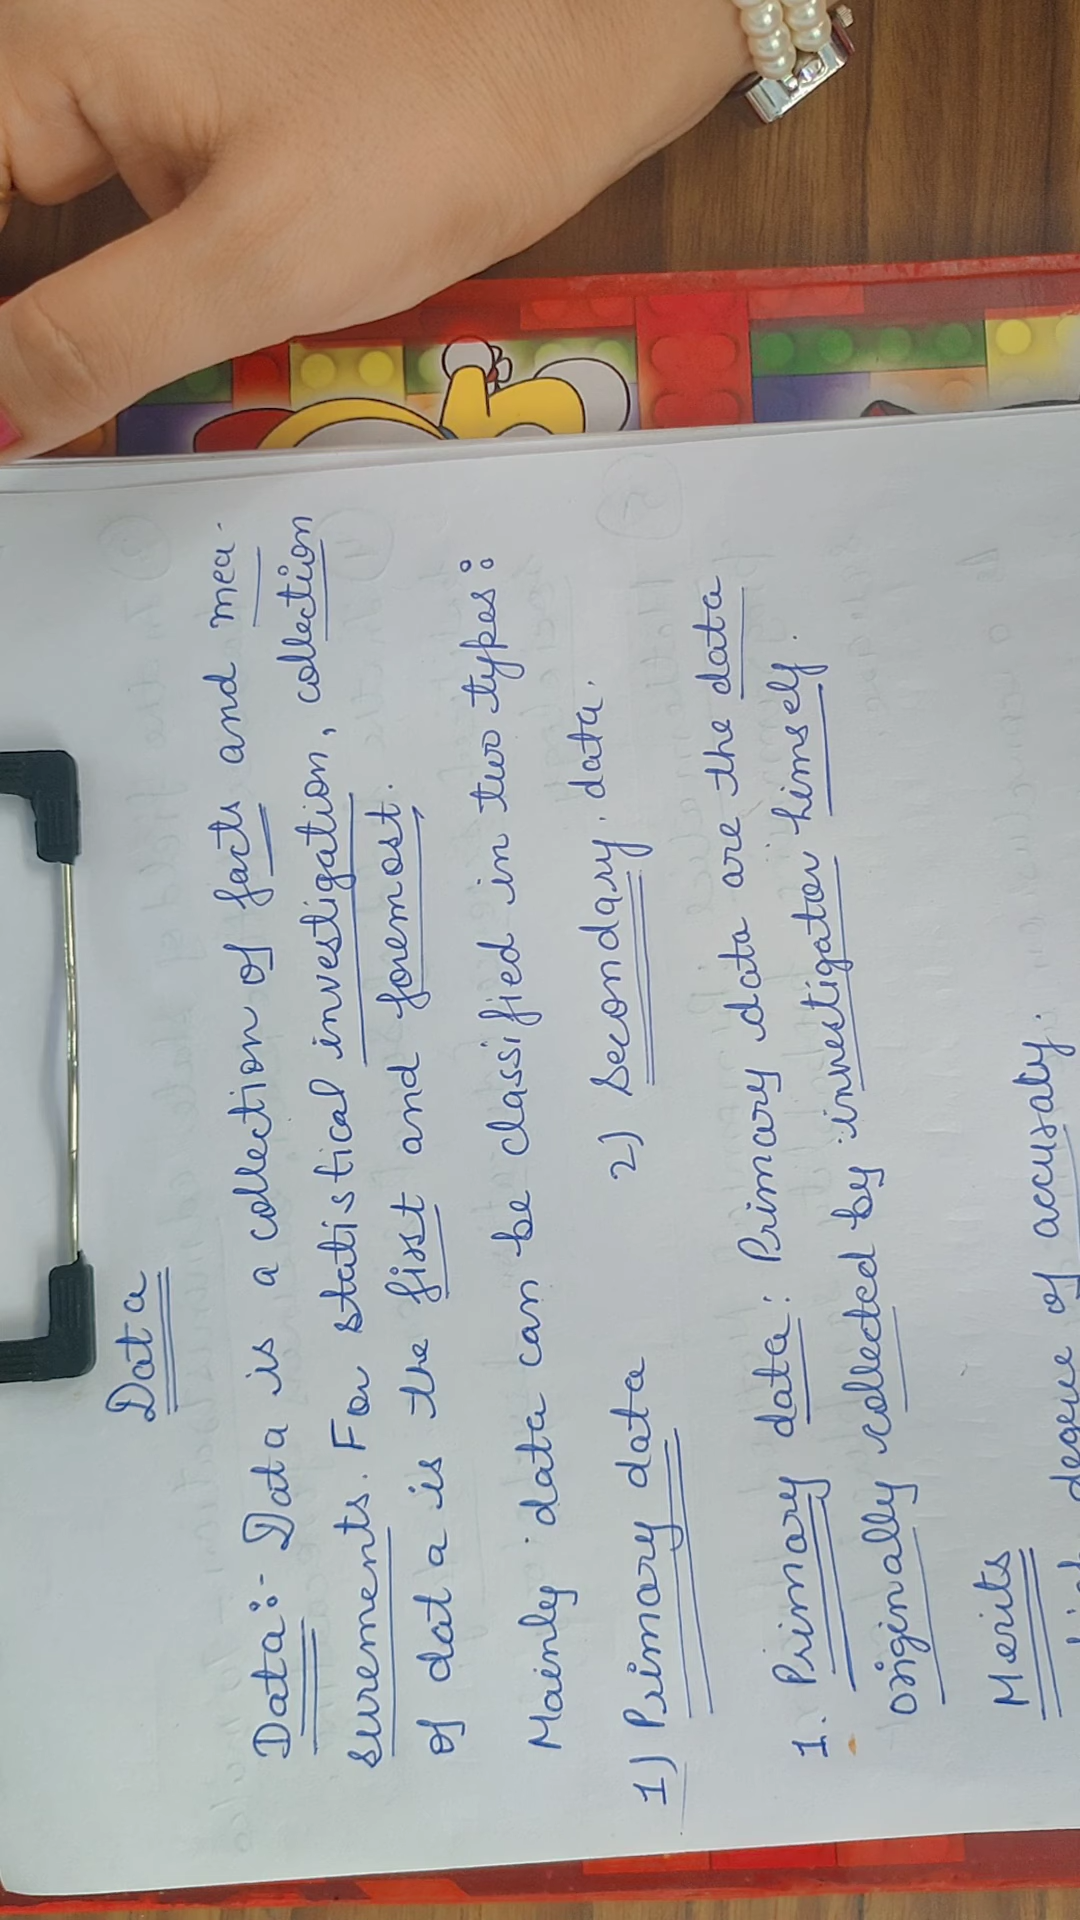 Data
Data:- Data is a collection of facts and mea-
surements. For statistical investigation, collection
of data is the first and foremost.
Mainly data can be classified in two types:
1) Primary data 2) Secondary data.
1. Primary data: Primary data are the data
originally collected by investigator himself.
Merits
degree of accuraty.